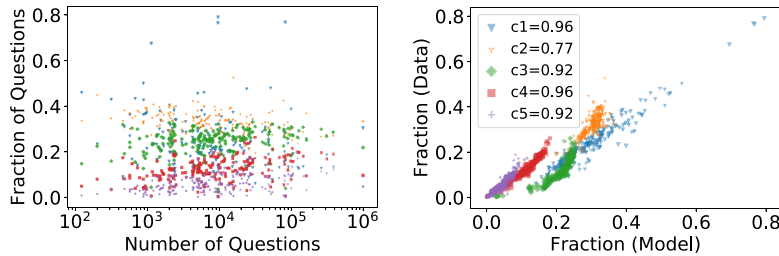 Fraction of Questions
0.8
0.6
0.4
0.2
0.0
10^2
10^3
10^4
10^5
10^6
Number of Questions
Fraction (Data)
0.8
0.6
0.4
0.2
0.0
c1=0.96
c2=0.77
c3=0.92
c4=0.96
c5=0.92
0.0
0.2
0.4
0.6
0.8
Fraction (Model)